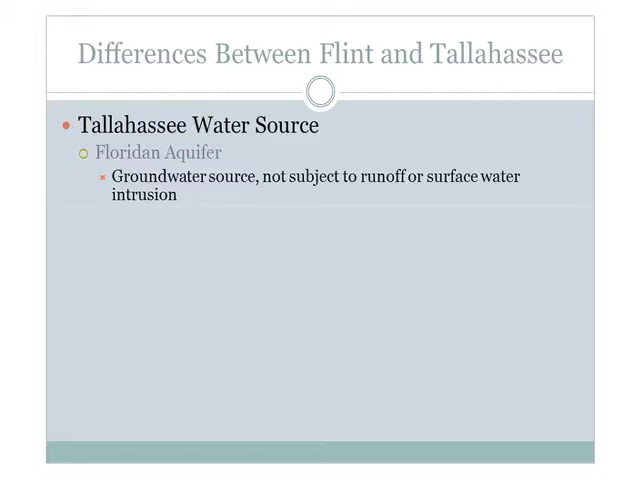 Differences Between Flint and Tallahassee
Tallahassee Water Source
Floridan Aquifer
Groundwater source, not subject to runoff or surface water
intrusion